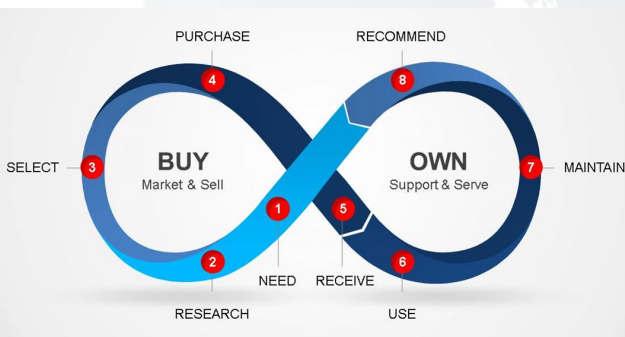 PURCHASE
RECOMMEND
4
8
SELECT
3
BUY
Market & Sell
OWN
Support & Serve
7
MAINTAIN
1
5
2
6
NEED
RECEIVE
RESEARCH
USE